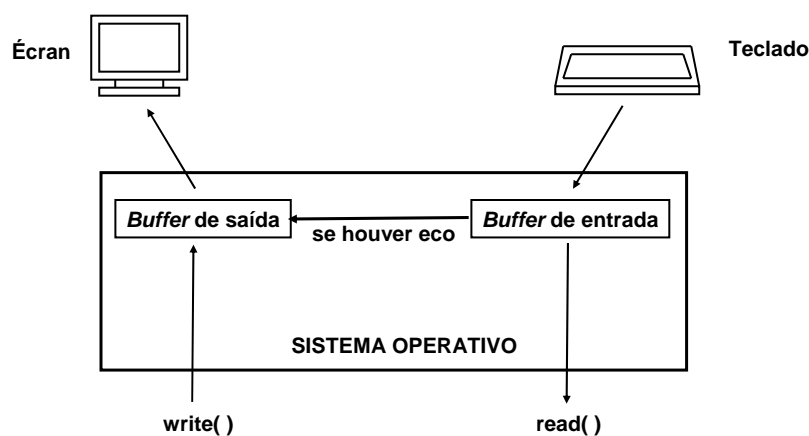 Écran
Teclado
Buffer de saída
Buffer de entrada
se houver eco
SISTEMA OPERATIVO
write( )
read( )